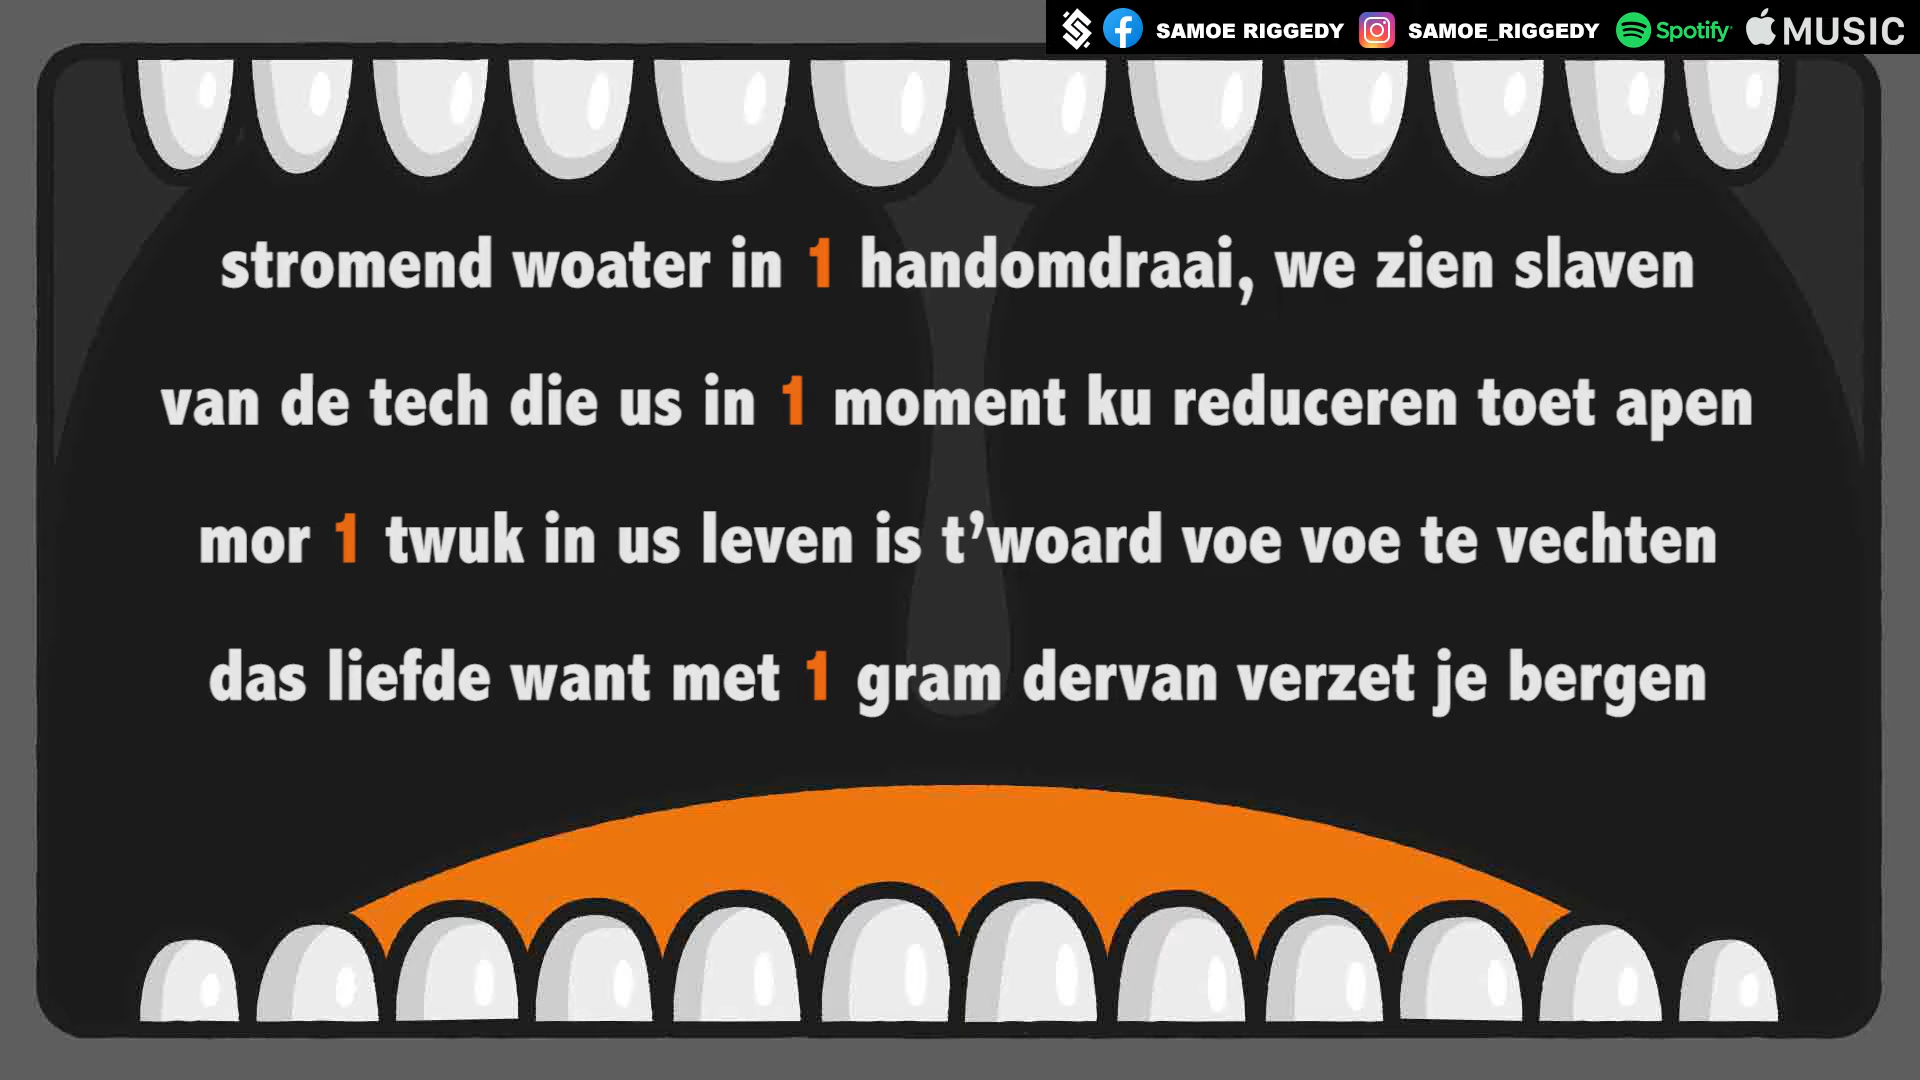 SAMOE RIGGEDY SAMOE_RIGGEDY Spotify MUSIC
stromend woater in 1 handomdraai, we zien slaven
van de tech die us in 1 moment ku reduceren toet apen
mor 1 twuk in us leven is t’woard voe voe te vechten
das liefde want met 1 gram dervan verzet je bergen